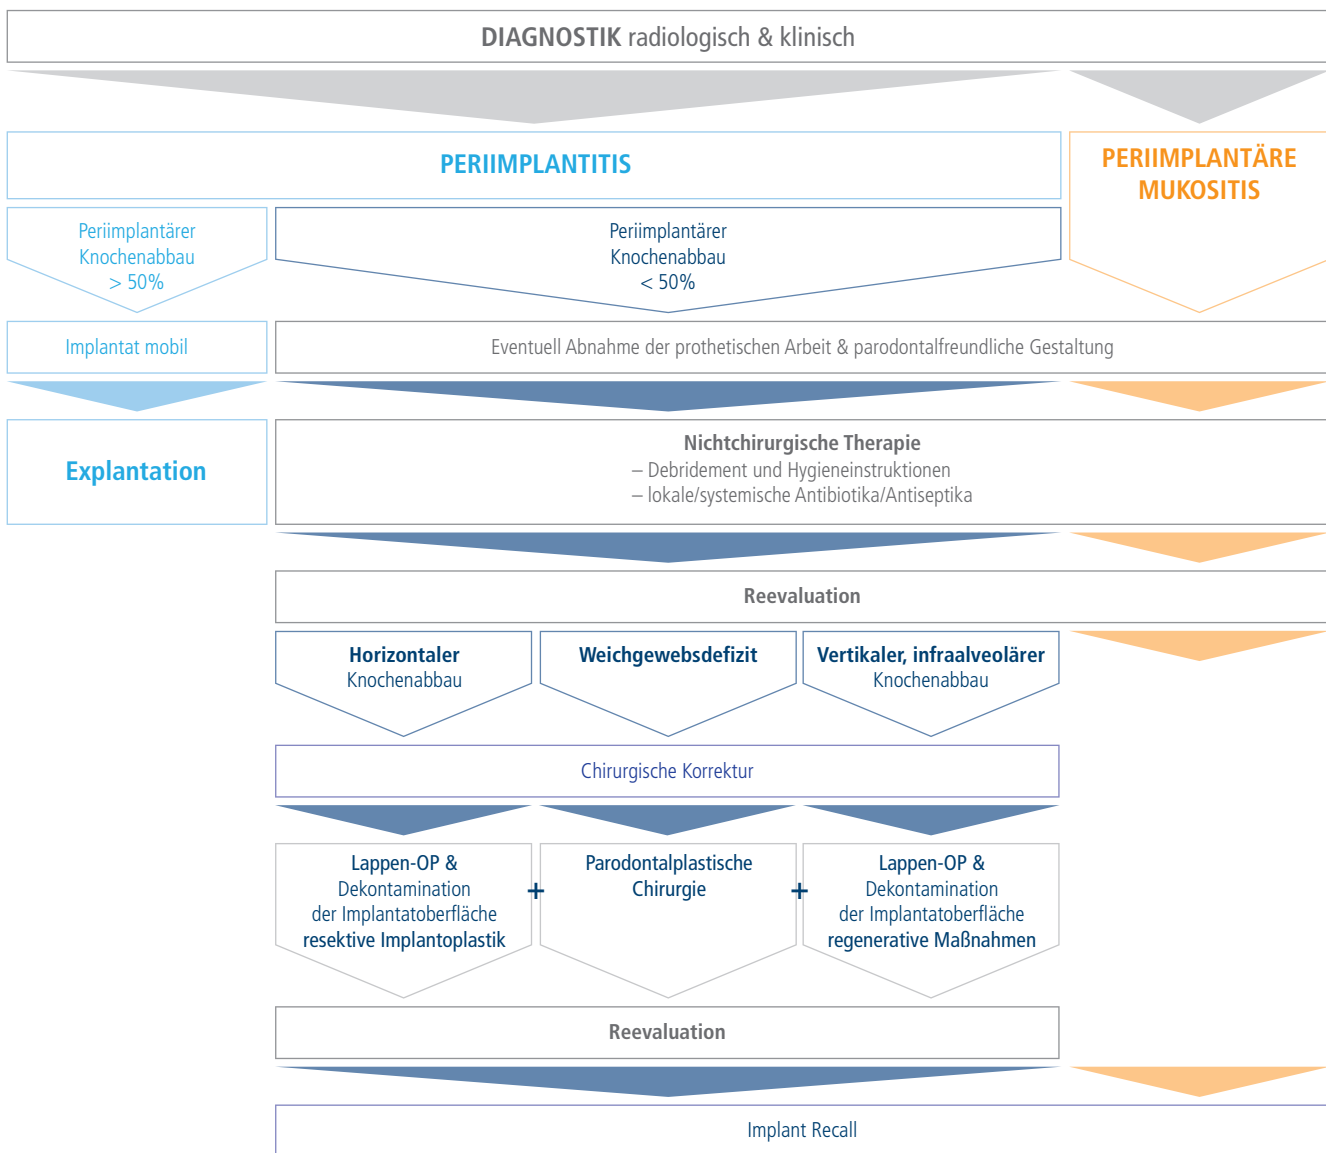 DIAGNOSTIK radiologisch & klinisch
PERIIMPLANTITIS
PERIIMPLANTÄRE
MUKOSITIS
Periimplantärer
Knochenabbau
> 50%
Periimplantärer
Knochenabbau
< 50%
Implantat mobil
Eventuell Abnahme der prothetischen Arbeit & parodontalfreundliche Gestaltung
Explantation
Nichtchirurgische Therapie
– Debridement und Hygieneinstruktionen
– lokale/systemische Antibiotika/Antiseptika
Reevaluation
Horizontaler
Knochenabbau
Weichgewebsdefizit
Vertikaler, infraalveolärer
Knochenabbau
Chirurgische Korrektur
Lappen-OP &
Dekontamination
der Implantatoberfläche
resektive Implantoplastik
+
Parodontalplastische
Chirurgie
+
Lappen-OP &
Dekontamination
der Implantatoberfläche
regenerative Maßnahmen
Reevaluation
Implant Recall